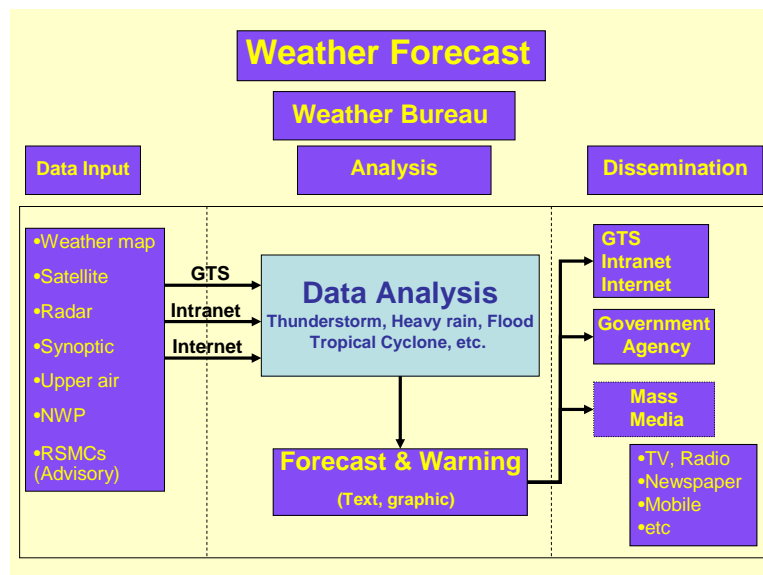 Weather Forecast
Weather Bureau
Data Input
Analysis
Dissemination
•Weather map
•Satellite
•Radar
•Synoptic
•Upper air
•NWP
•RSMCs
(Advisory)
GTS
Intranet
Internet
Data Analysis
Thunderstorm, Heavy rain, Flood
Tropical Cyclone, etc.
Forecast & Warning
(Text, graphic)
GTS
Intranet
Internet
Government
Agency
Mass
Media
•TV, Radio
•Newspaper
•Mobile
•etc